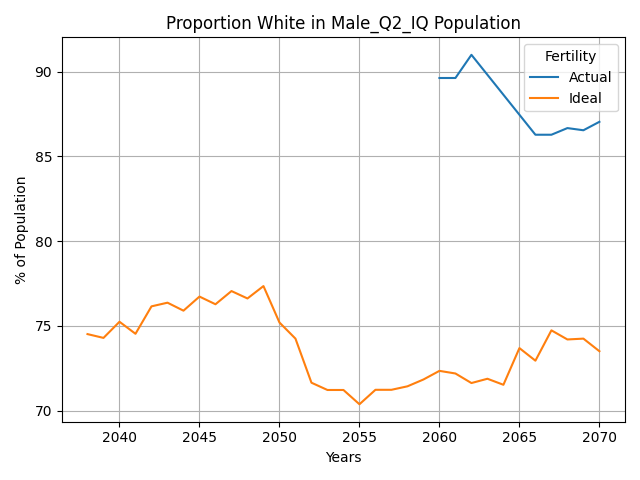 Proportion White in Male_Q2_IQ Population
Fertility
Actual
Ideal
% of Population
90
85
80
75
70
2040 2045 2050 2055 2060 2065 2070
Years